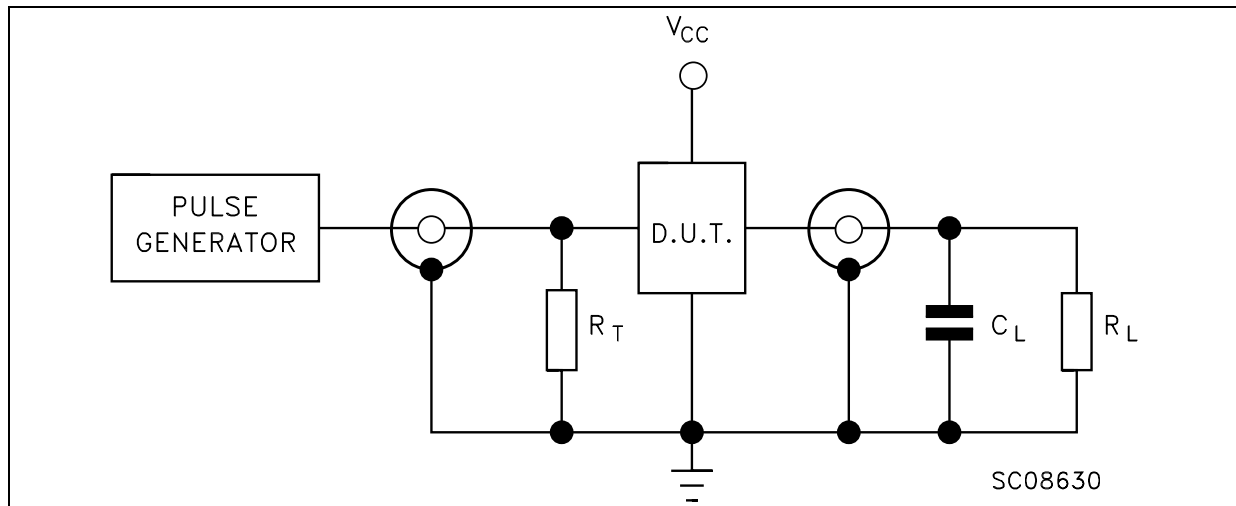 VCC
PULSE
GENERATOR
D.U.T.
RT
CL
RL
SC08630